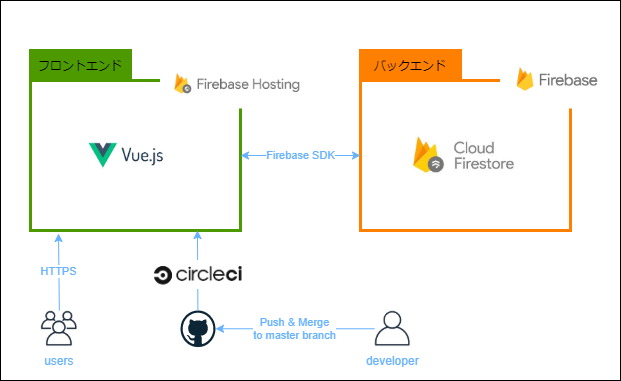 フロントエンド
Firebase Hosting
Vue.js
Firebase SDK
バックエンド
Firebase
Cloud
Firestore
HTTPS
circleci
users
Push & Merge
to master branch
developer